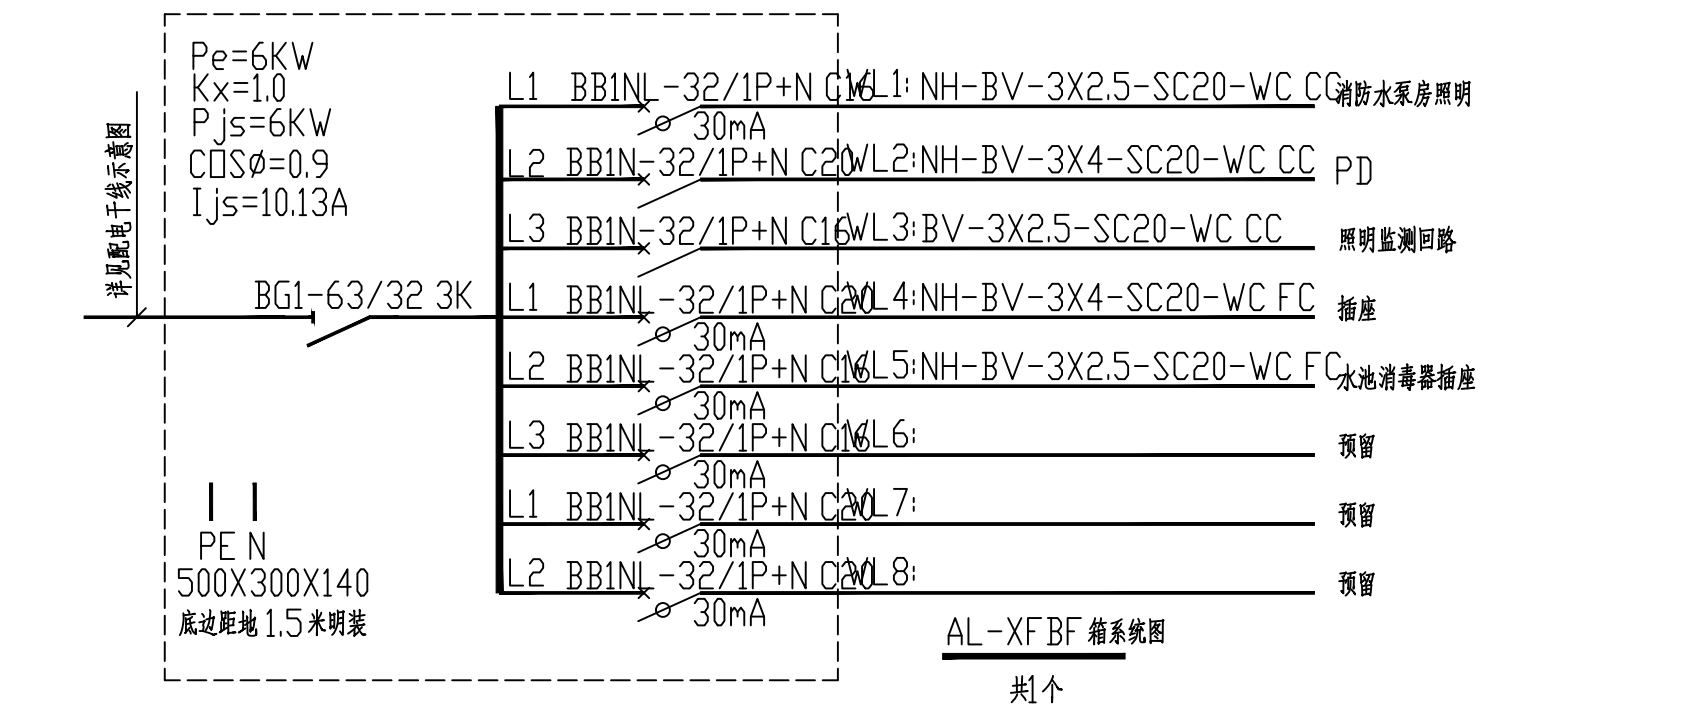 Pe=6KW
Kx=1.0
Pjs=6KW
COSø=0.9
Ijs=10.13A
详见配电干线示意图
BG1-63/32 3K
L1 BB1NL-32/1P+N C16 WL1: NH-BV-3X2.5-SC20-WC CC 消防水泵房照明
30mA
L2 BB1N-32/1P+N C20 WL2:NH-BV-3X4-SC20-WC CC PD
L3 BB1N-32/1P+N C16 WL3:BV-3X2.5-SC20-WC CC 照明监测回路
L1 BB1NL-32/1P+N C20 WL4:NH-BV-3X4-SC20-WC FC 插座
30mA
L2 BB1NL-32/1P+N C16 WL5:NH-BV-3X2.5-SC20-WC FC 水池消毒器插座
30mA
L3 BB1NL-32/1P+N C16 WL6: 预留
30mA
L1 BB1NL-32/1P+N C20 WL7: 预留
30mA
L2 BB1NL-32/1P+N C20 WL8: 预留
30mA
PE N
500X300X140
底边距地1.5米明装
AL-XFBF箱系统图
共1个